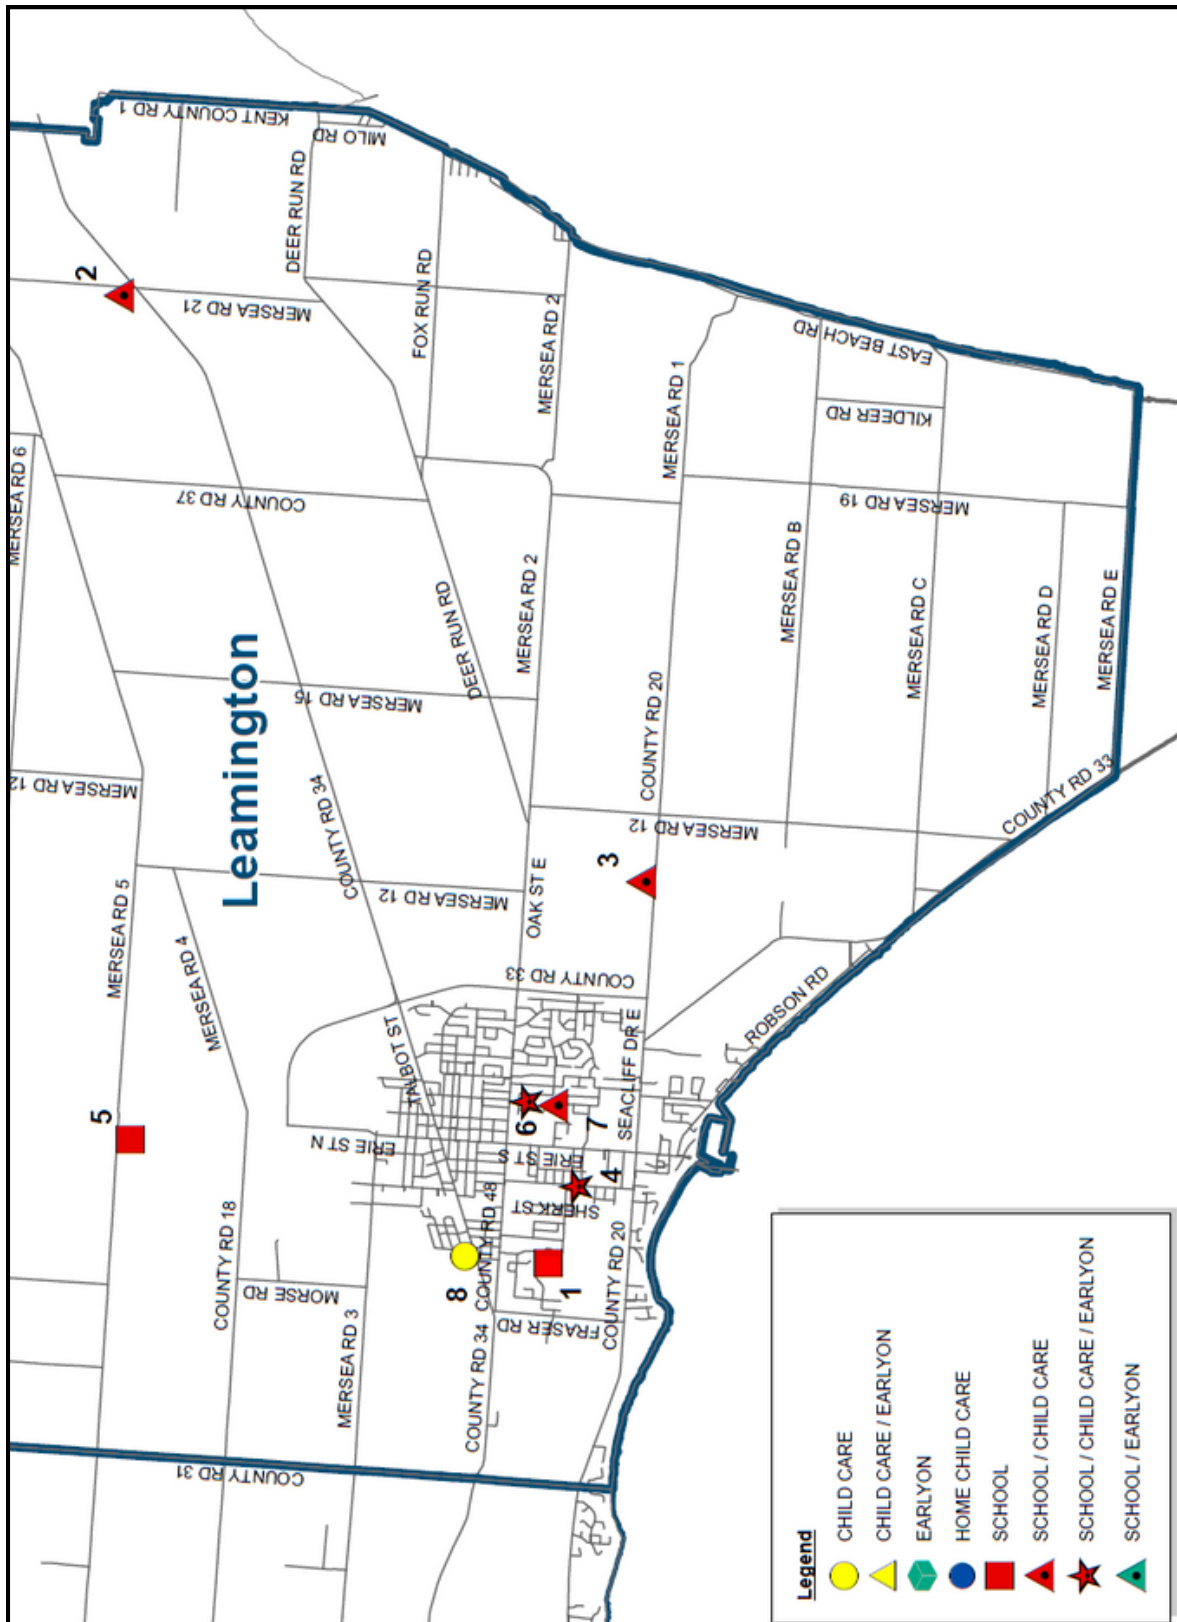 Leamington
KENT COUNTY RD 1
MILO RD
DEER RUN RD
2
MERSEA RD 21
FOX RUN RD
MERSEA RD 2
EAST BEACH RD
MERSEA RD 1
KILDEER RD
MERSEA RD 6
MERSEA RD 6
COUNTY RD 37
MERSEA RD 19
MERSEA RD 2
MERSEA RD B
MERSEA RD C
MERSEA RD D
MERSEA RD E
DEER RUN RD
MERSEA RD 15
COUNTY RD 20
COUNTY RD 34
MERSEA RD 12
MERSEA RD 12
COUNTY RD 33
3
MERSEA RD 12
OAK ST E
MERSEA RD 5
MERSEA RD 4
COUNTY RD 33
ROBSON RD
TALBOT ST
SEACLIFF DR E
5
6
7
ERIE ST N
ERIE ST S
4
SHERK ST
COUNTY RD 48
COUNTY RD 20
8
1
COUNTY RD 18
MORSE RD
FRASER RD
MERSEA RD 3
COUNTY RD 34
COUNTY RD 31
Legend
CHILD CARE
CHILD CARE / EARLYON
EARLYON
HOME CHILD CARE
SCHOOL
SCHOOL / CHILD CARE
SCHOOL / CHILD CARE / EARLYON
SCHOOL / EARLYON